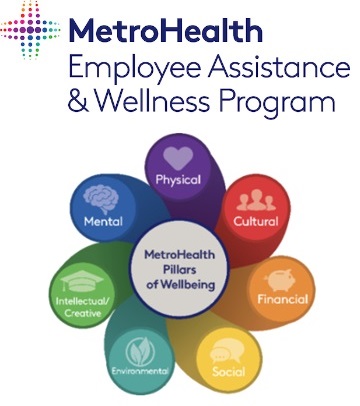 MetroHealth
Employee Assistance
& Wellness Program
Physical
Mental
Cultural
MetroHealth
Pillars
of Wellbeing
Intellectual/
Creative
Financial
Environmental
Social